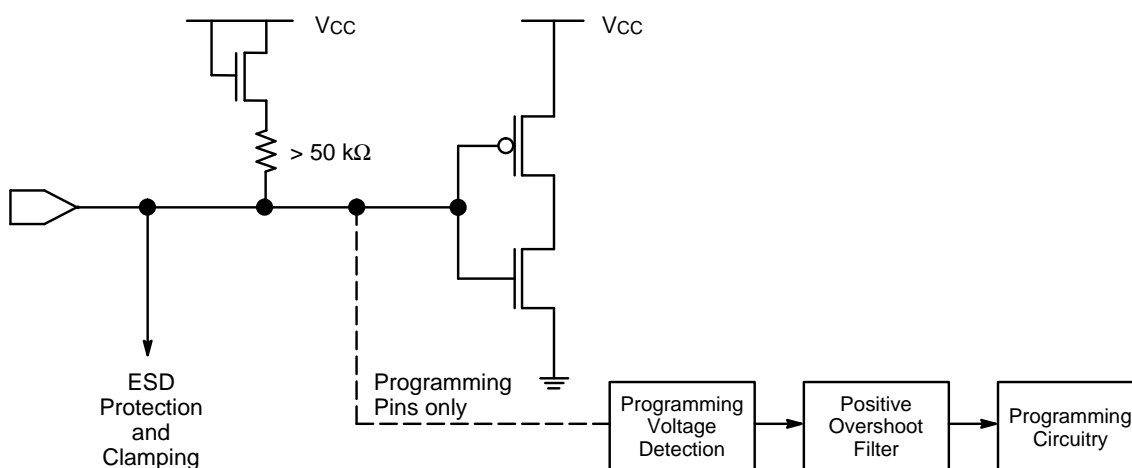 VCC
VCC
> 50 kΩ
ESD
Protection
and
Clamping
Programming
Pins only
Programming
Voltage
Detection
Positive
Overshoot
Filter
Programming
Circuitry